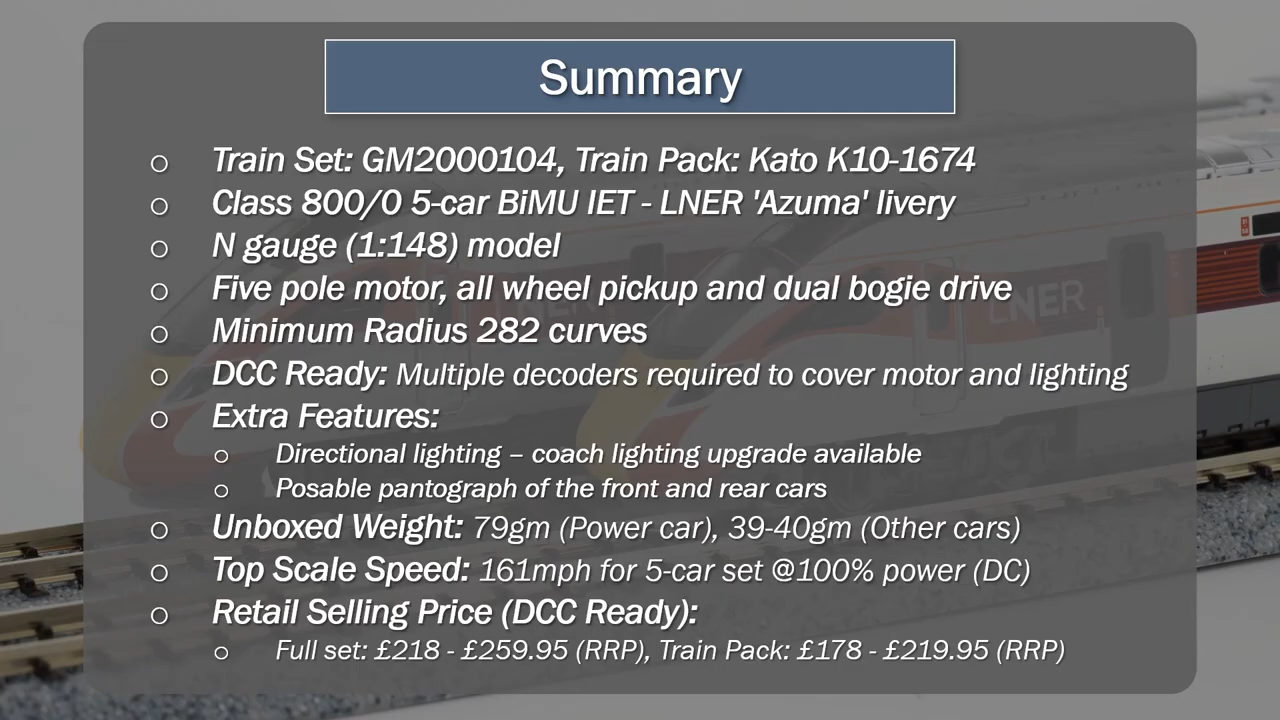 Summary
Train Set: GM2000104, Train Pack: Kato K10-1674
Class 800/0 5-car BiMU IET - LNER 'Azuma' livery
N gauge (1:148) model
Five pole motor, all wheel pickup and dual bogie drive
Minimum Radius 282 curves
DCC Ready: Multiple decoders required to cover motor and lighting
Extra Features:
Directional lighting – coach lighting upgrade available
Posable pantograph of the front and rear cars
Unboxed Weight: 79gm (Power car), 39-40gm (Other cars)
Top Scale Speed: 161mph for 5-car set @100% power (DC)
Retail Selling Price (DCC Ready):
Full set: £218 - £259.95 (RRP), Train Pack: £178 - £219.95 (RRP)
LNER
LNER